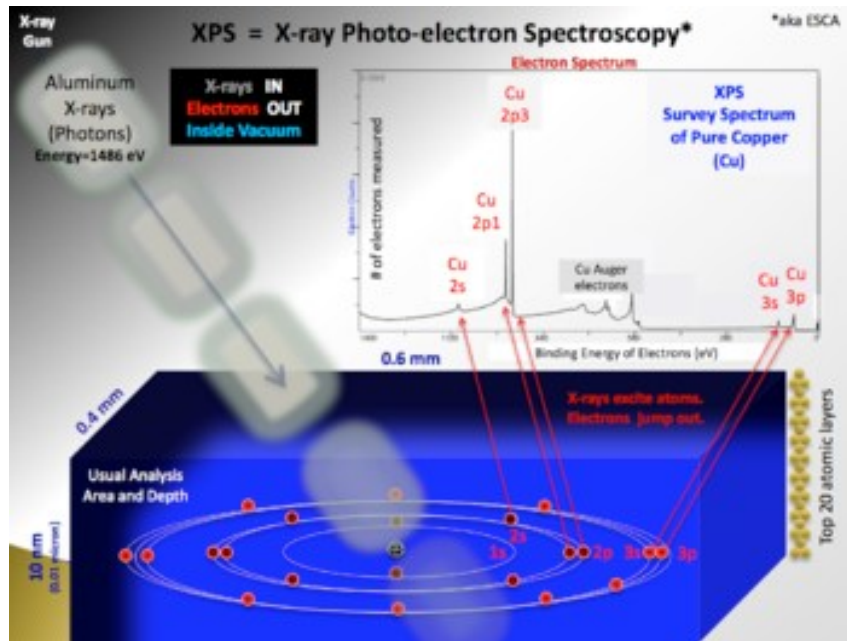 X-ray
Gun
XPS = X-ray Photo-electron Spectroscopy*
*aka ESCA
Aluminum
X-rays
(Photons)
Energy=1486 eV
X-rays IN
Electrons OUT
Inside Vacuum
Electron Spectrum
XPS
Survey Spectrum
of Pure Copper
(Cu)
# of electrons measured
Cu
2p3
Cu
2p1
Cu
2s
Cu Auger
electrons
Cu
3s
Cu
3p
Binding Energy of Electrons (eV)
0.6 mm
0.4 mm
X-rays excite atoms.
Electrons jump out.
Usual Analysis
Area and Depth
10 nm
(0.01 micron)
Top 20 atomic layers
1s
2s
2p
3s
3p